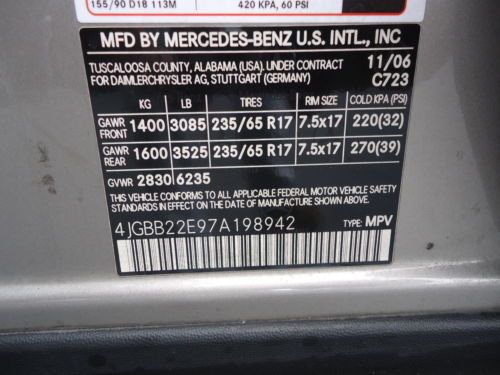 155/90 D18 113M 420 KPA, 60 PSI
MFD BY MERCEDES-BENZ U.S. INTL., INC
TUSCALOOSA COUNTY, ALABAMA (USA). UNDER CONTRACT 11/06
FOR DAIMLERCHRYSLER AG, STUTTGART (GERMANY) C723
KG LB TIRES RIM SIZE COLD KPA (PSI)
GAWR FRONT 1400 3085 235/65 R17 7.5x17 220(32)
GAWR REAR 1600 3525 235/65 R17 7.5x17 270(39)
GVWR 2830 6235
THIS VEHICLE CONFORMS TO ALL APPLICABLE FEDERAL MOTOR VEHICLE SAFETY
STANDARDS IN EFFECT ON THE DATE OF MANUFACTURE SHOWN ABOVE.
4JGBB22E97A198942 TYPE: MPV